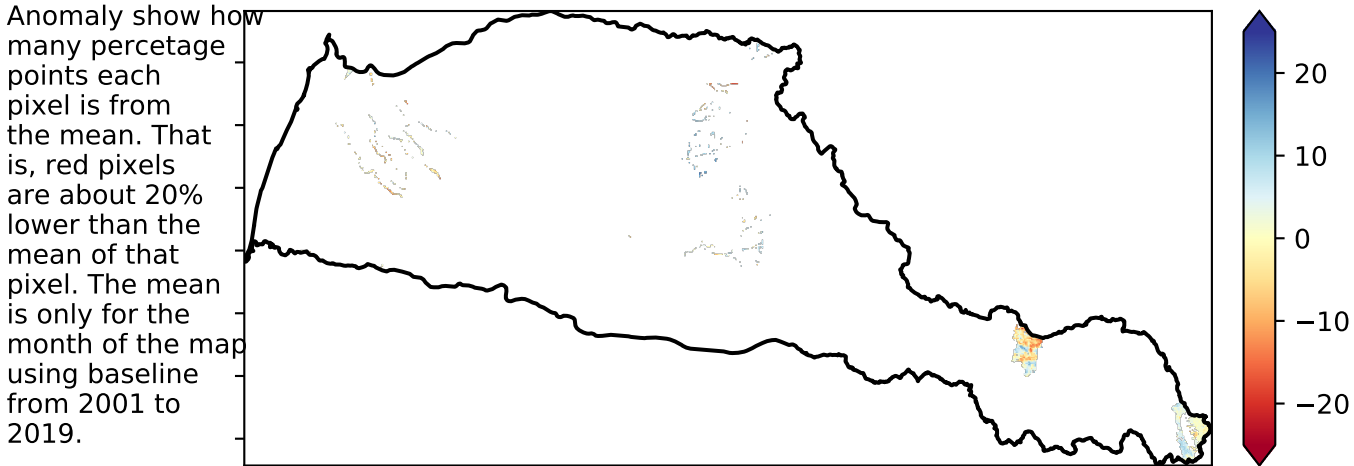 Anomaly show how
many percetage
points each
pixel is from
the mean. That
is, red pixels
are about 20%
lower than the
mean of that
pixel. The mean
is only for the
month of the map
using baseline
from 2001 to
2019.
20
10
0
−10
−20